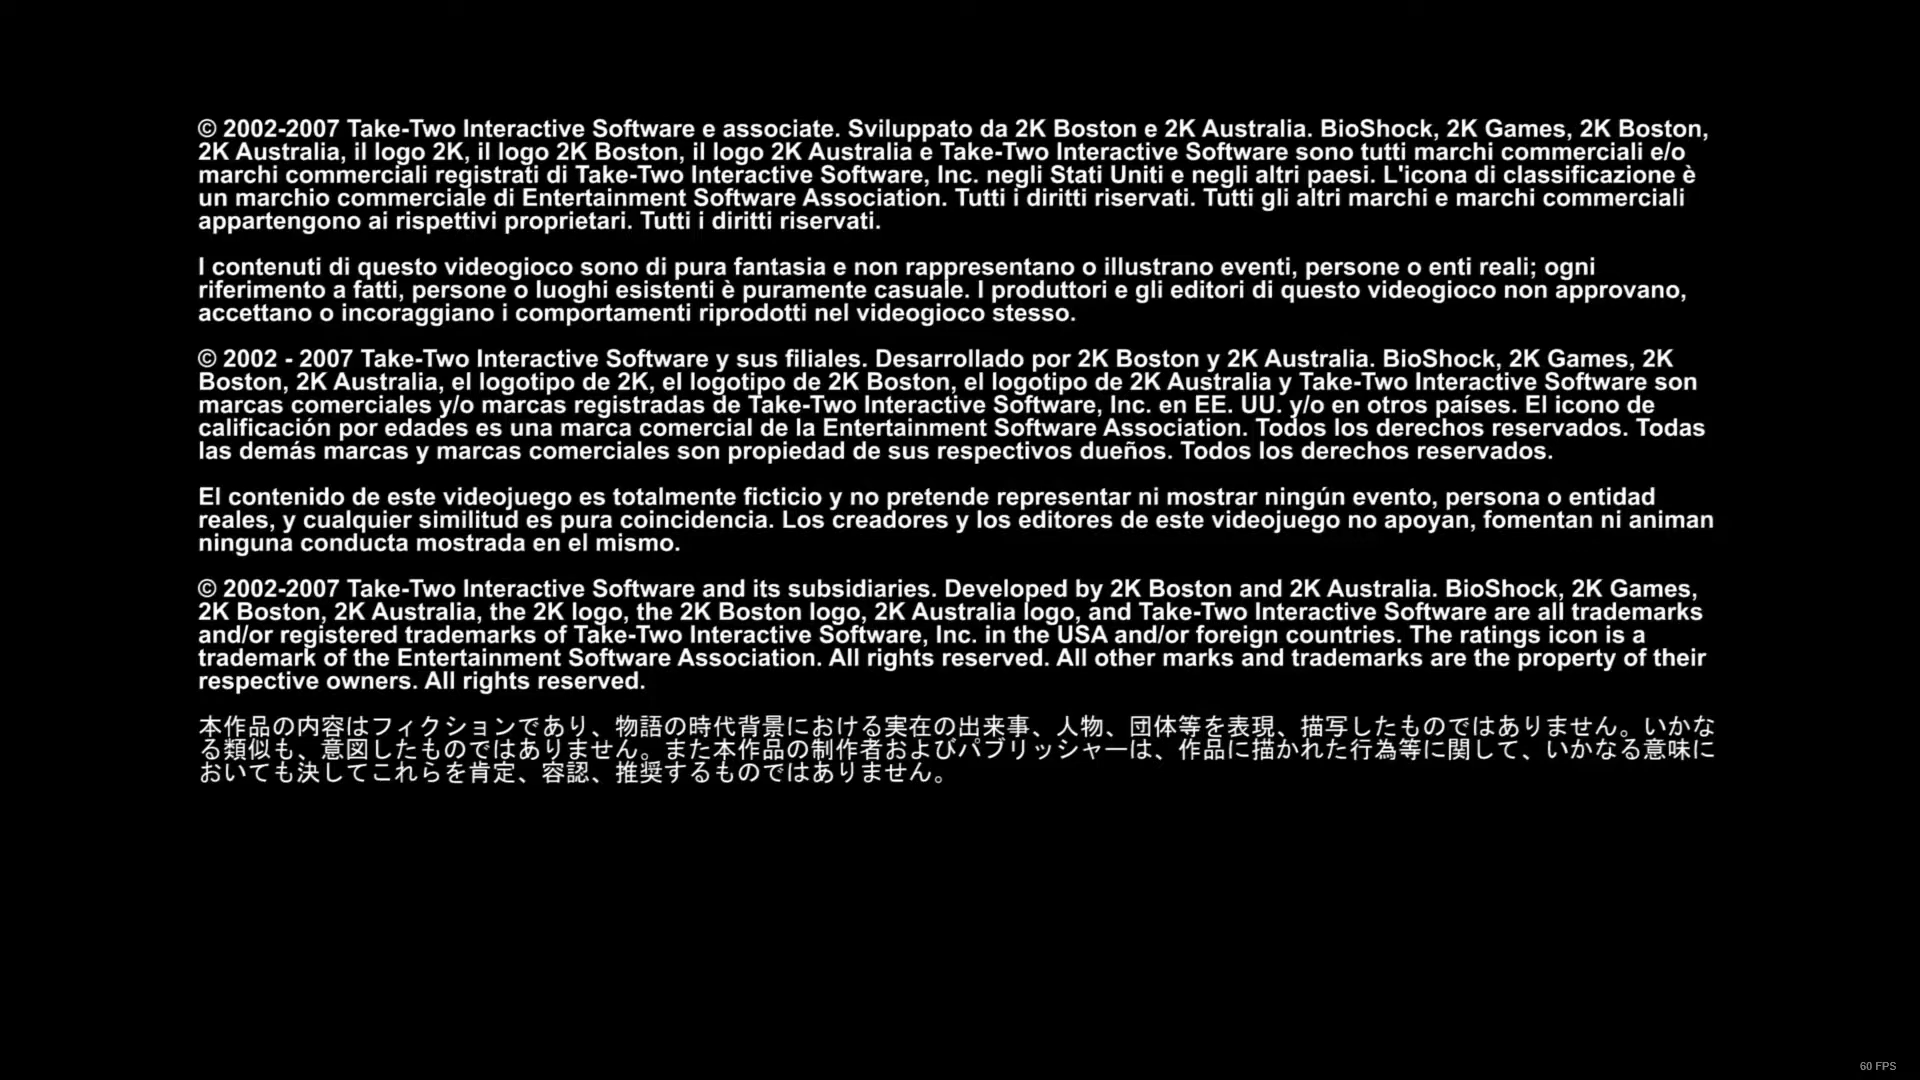 © 2002-2007 Take-Two Interactive Software e associate. Sviluppato da 2K Boston e 2K Australia. BioShock, 2K Games, 2K Boston,
2K Australia, il logo 2K, il logo 2K Boston, il logo 2K Australia e Take-Two Interactive Software sono tutti marchi commerciali e/o
marchi commerciali registrati di Take-Two Interactive Software, Inc. negli Stati Uniti e negli altri paesi. L'icona di classificazione è
un marchio commerciale di Entertainment Software Association. Tutti i diritti riservati. Tutti gli altri marchi e marchi commerciali
appartengono ai rispettivi proprietari. Tutti i diritti riservati.
I contenuti di questo videogioco sono di pura fantasia e non rappresentano o illustrano eventi, persone o enti reali; ogni
riferimento a fatti, persone o luoghi esistenti è puramente casuale. I produttori e gli editori di questo videogioco non approvano,
accettano o incoraggiano i comportamenti riprodotti nel videogioco stesso.
© 2002 - 2007 Take-Two Interactive Software y sus filiales. Desarrollado por 2K Boston y 2K Australia. BioShock, 2K Games, 2K
Boston, 2K Australia, el logotipo de 2K, el logotipo de 2K Boston, el logotipo de 2K Australia y Take-Two Interactive Software son
marcas comerciales y/o marcas registradas de Take-Two Interactive Software, Inc. en EE. UU. y/o en otros países. El icono de
calificación por edades es una marca comercial de la Entertainment Software Association. Todos los derechos reservados. Todas
las demás marcas y marcas comerciales son propiedad de sus respectivos dueños. Todos los derechos reservados.
El contenido de este videojuego es totalmente ficticio y no pretende representar ni mostrar ningún evento, persona o entidad
reales, y cualquier similitud es pura coincidencia. Los creadores y los editores de este videojuego no apoyan, fomentan ni animan
ninguna conducta mostrada en el mismo.
© 2002-2007 Take-Two Interactive Software and its subsidiaries. Developed by 2K Boston and 2K Australia. BioShock, 2K Games,
2K Boston, 2K Australia, the 2K logo, the 2K Boston logo, 2K Australia logo, and Take-Two Interactive Software are all trademarks
and/or registered trademarks of Take-Two Interactive Software, Inc. in the USA and/or foreign countries. The ratings icon is a
trademark of the Entertainment Software Association. All rights reserved. All other marks and trademarks are the property of their
respective owners. All rights reserved.
本作品の内容はフィクションであり、物語の時代背景における実在の出来事、人物、団体等を表現、描写したものではありません。いかな
る類似も、意図したものではありません。また本作品の制作者およびパブリッシャーは、作品に描かれた行為等に関して、いかなる意味に
おいても決してこれらを肯定、容認、推奨するものではありません。
60 FPS